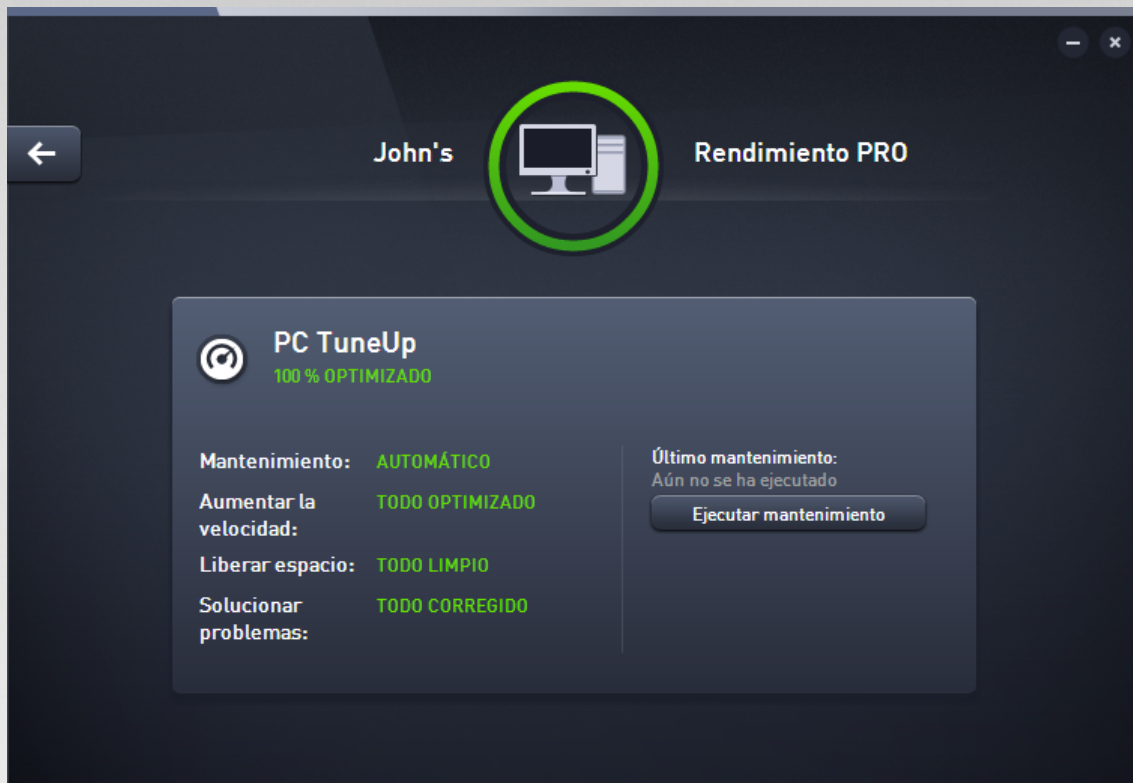 John's
Rendimiento PRO
PC TuneUp
100 % OPTIMIZADO
Mantenimiento: AUTOMÁTICO
Aumentar la
velocidad: TODO OPTIMIZADO
Liberar espacio: TODO LIMPIO
Solucionar
problemas: TODO CORREGIDO
Último mantenimiento:
Aún no se ha ejecutado
Ejecutar mantenimiento